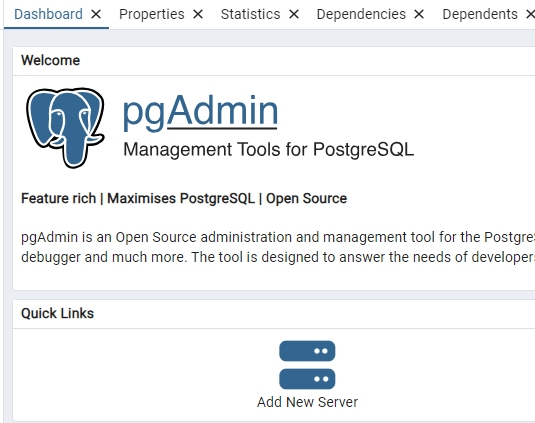 Dashboard Properties Statistics Dependencies Dependents
Welcome
pgAdmin
Management Tools for PostgreSQL
Feature rich | Maximises PostgreSQL | Open Source
pgAdmin is an Open Source administration and management tool for the Postgre
debugger and much more. The tool is designed to answer the needs of developer
Quick Links
Add New Server